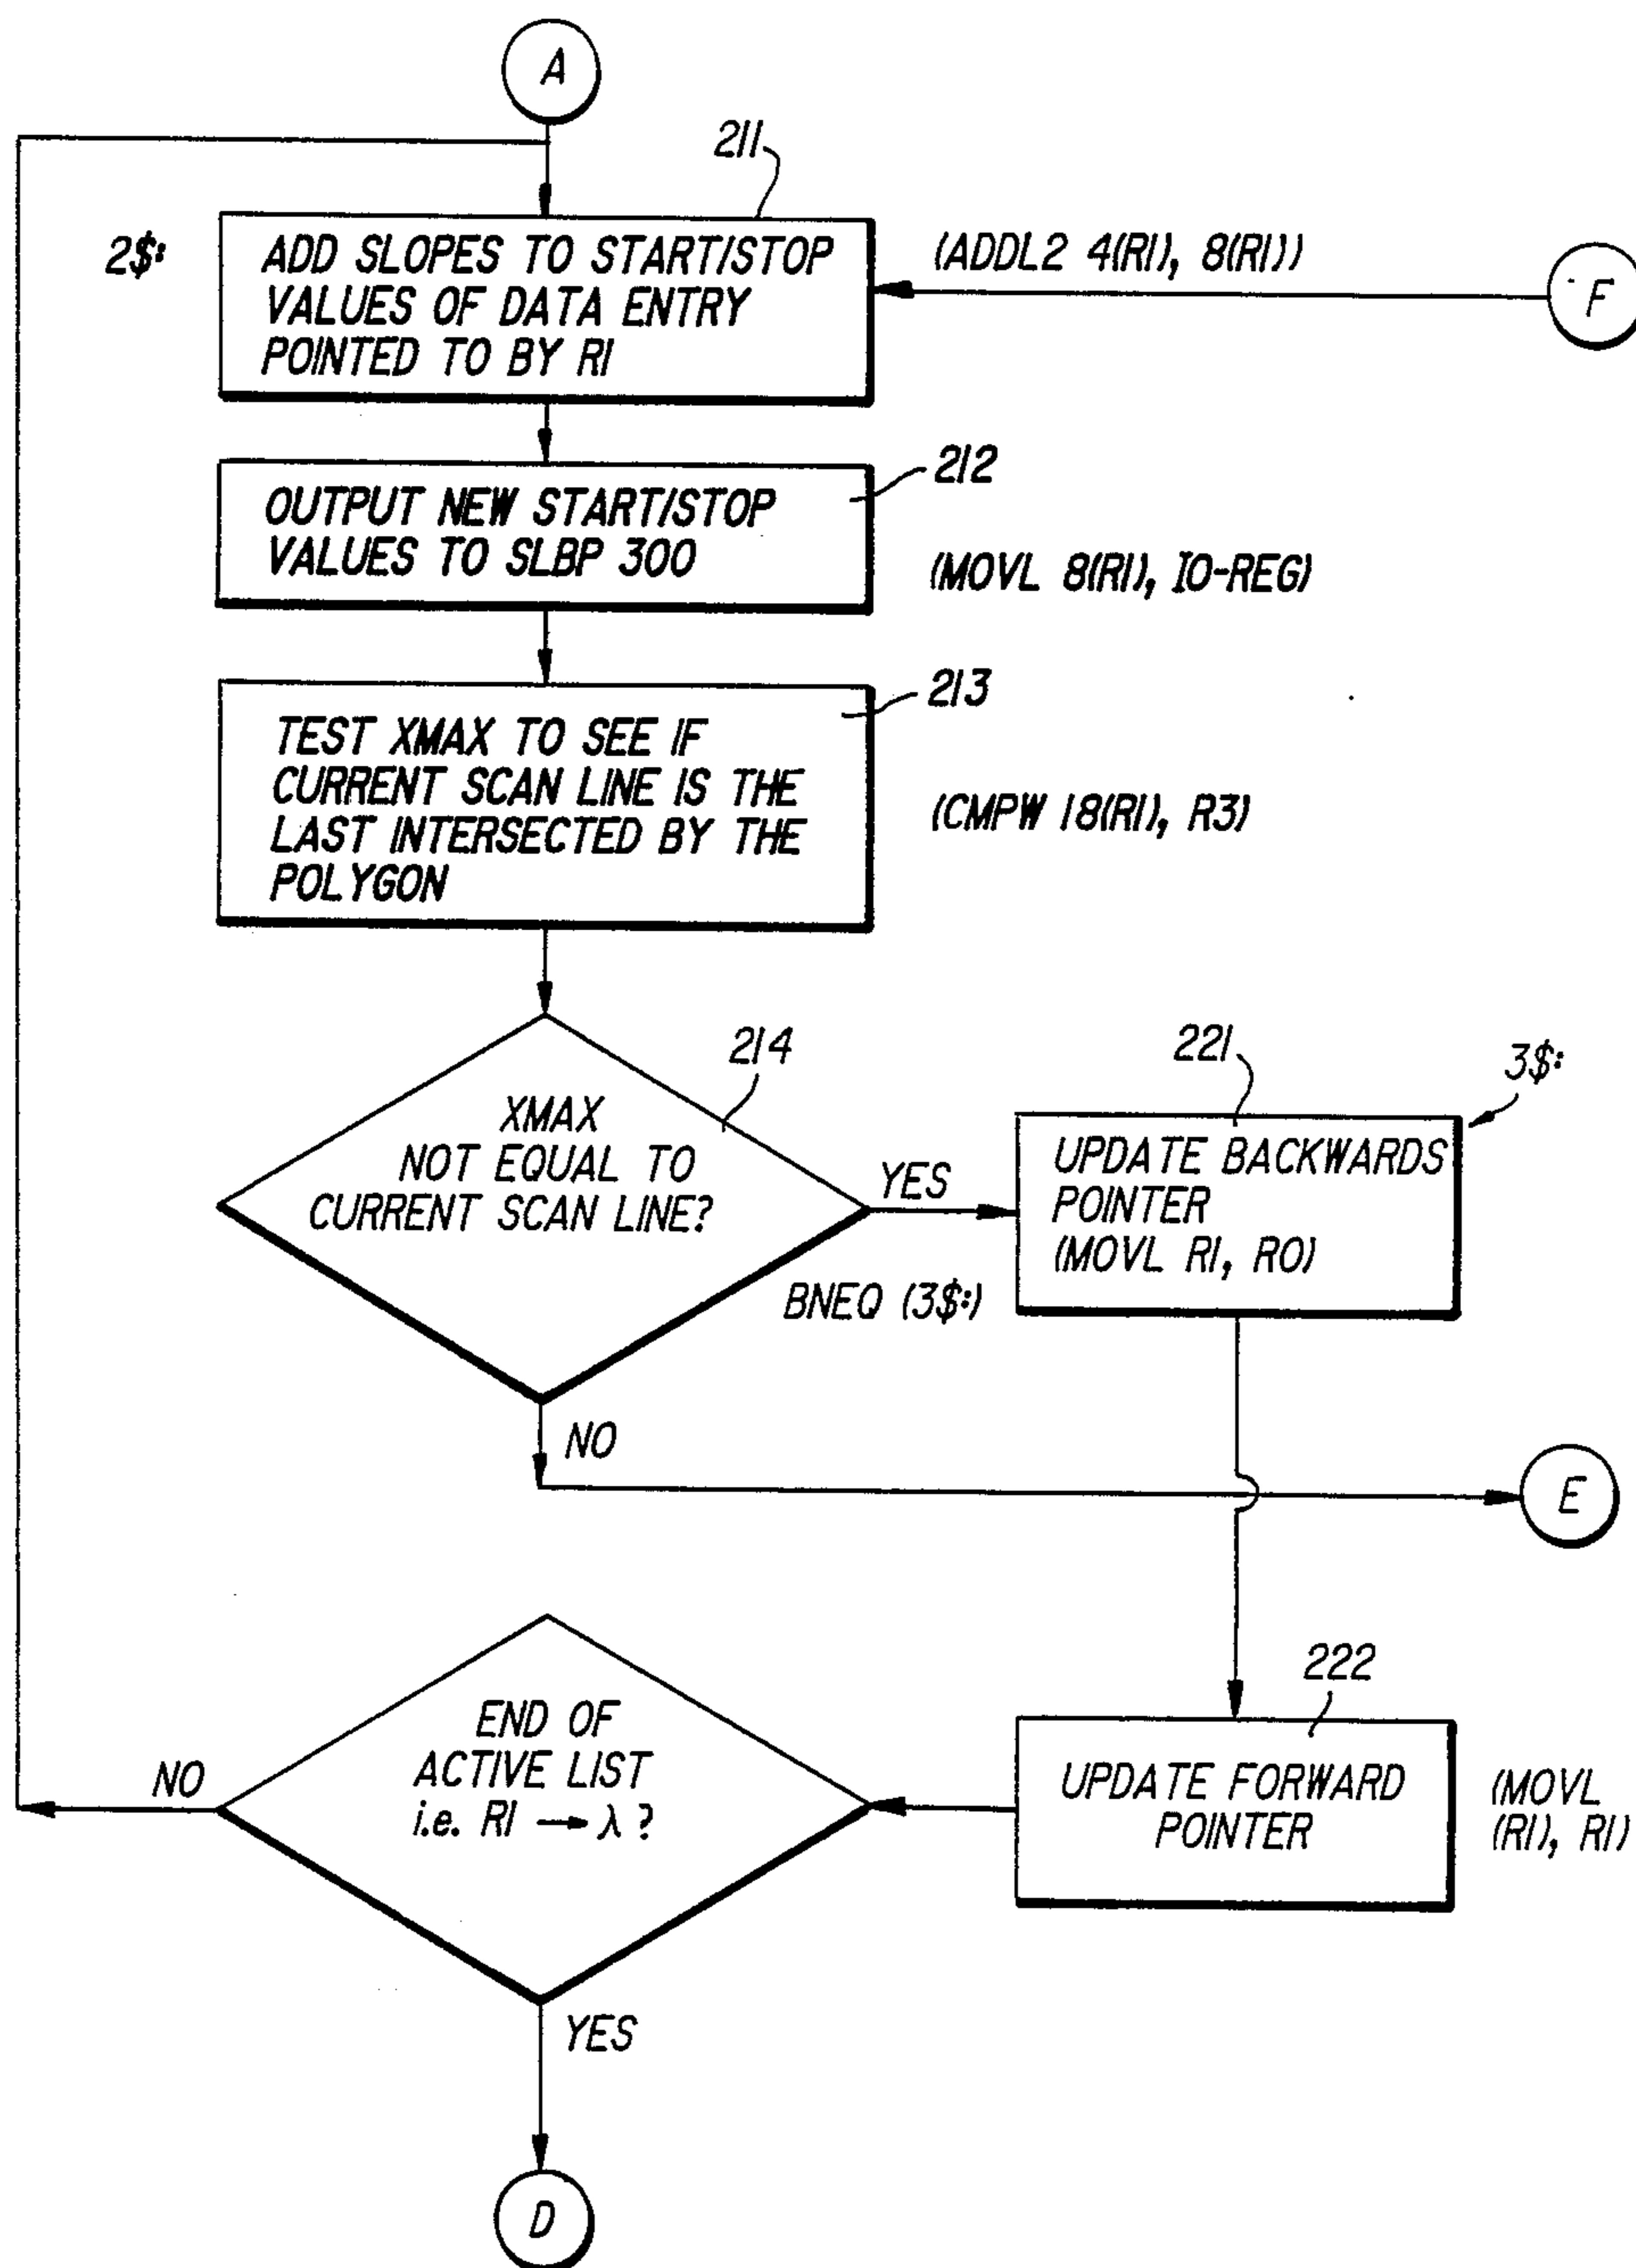 A
211
2$:
ADD SLOPES TO START/STOP
VALUES OF DATA ENTRY
POINTED TO BY R1
(ADDL2 4(R1), 8(R1))
F
212
OUTPUT NEW START/STOP
VALUES TO SLBP 300
(MOVL 8(R1), IO-REG)
213
TEST XMAX TO SEE IF
CURRENT SCAN LINE IS THE
LAST INTERSECTED BY THE
POLYGON
(CMPW 18(R1), R3)
214
XMAX
NOT EQUAL TO
CURRENT SCAN LINE?
YES
BNEQ (3$:)
221
3$:
UPDATE BACKWARDS
POINTER
(MOVL R1, R0)
NO
E
222
UPDATE FORWARD
POINTER
(MOVL
(R1), R1)
END OF
ACTIVE LIST
i.e. R1 → λ ?
NO
YES
D